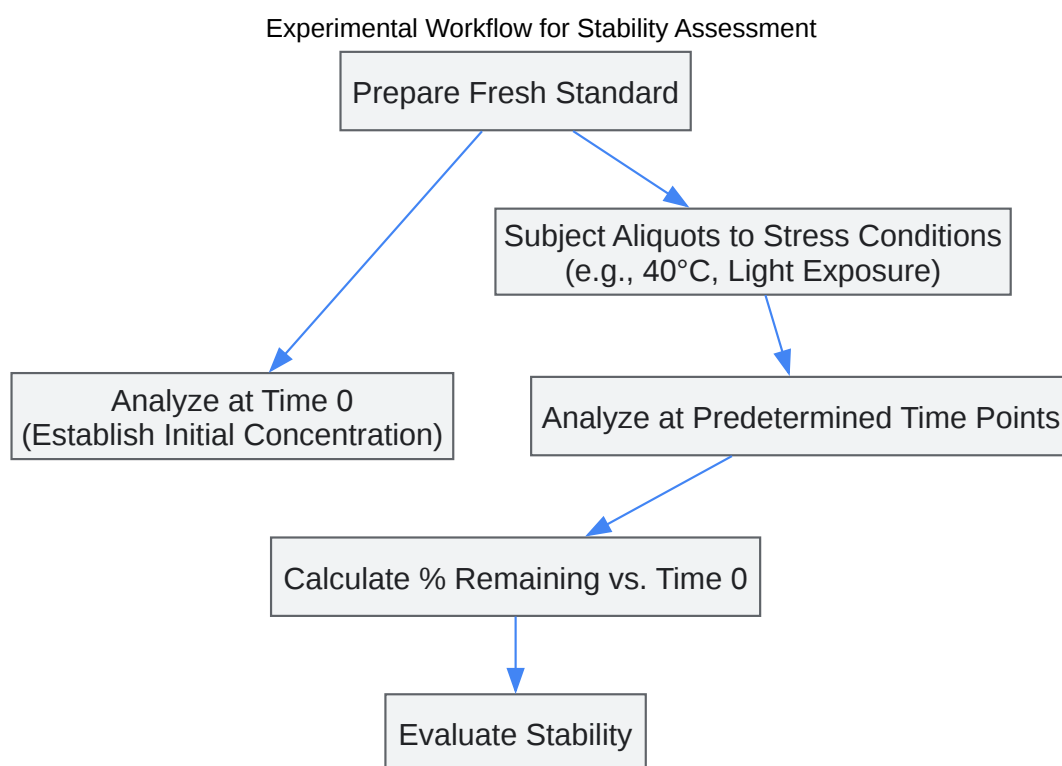 Experimental Workflow for Stability Assessment
Prepare Fresh Standard
Subject Aliquots to Stress Conditions
(e.g., 40°C, Light Exposure)
Analyze at Time 0
(Establish Initial Concentration)
Analyze at Predetermined Time Points
Calculate % Remaining vs. Time 0
Evaluate Stability